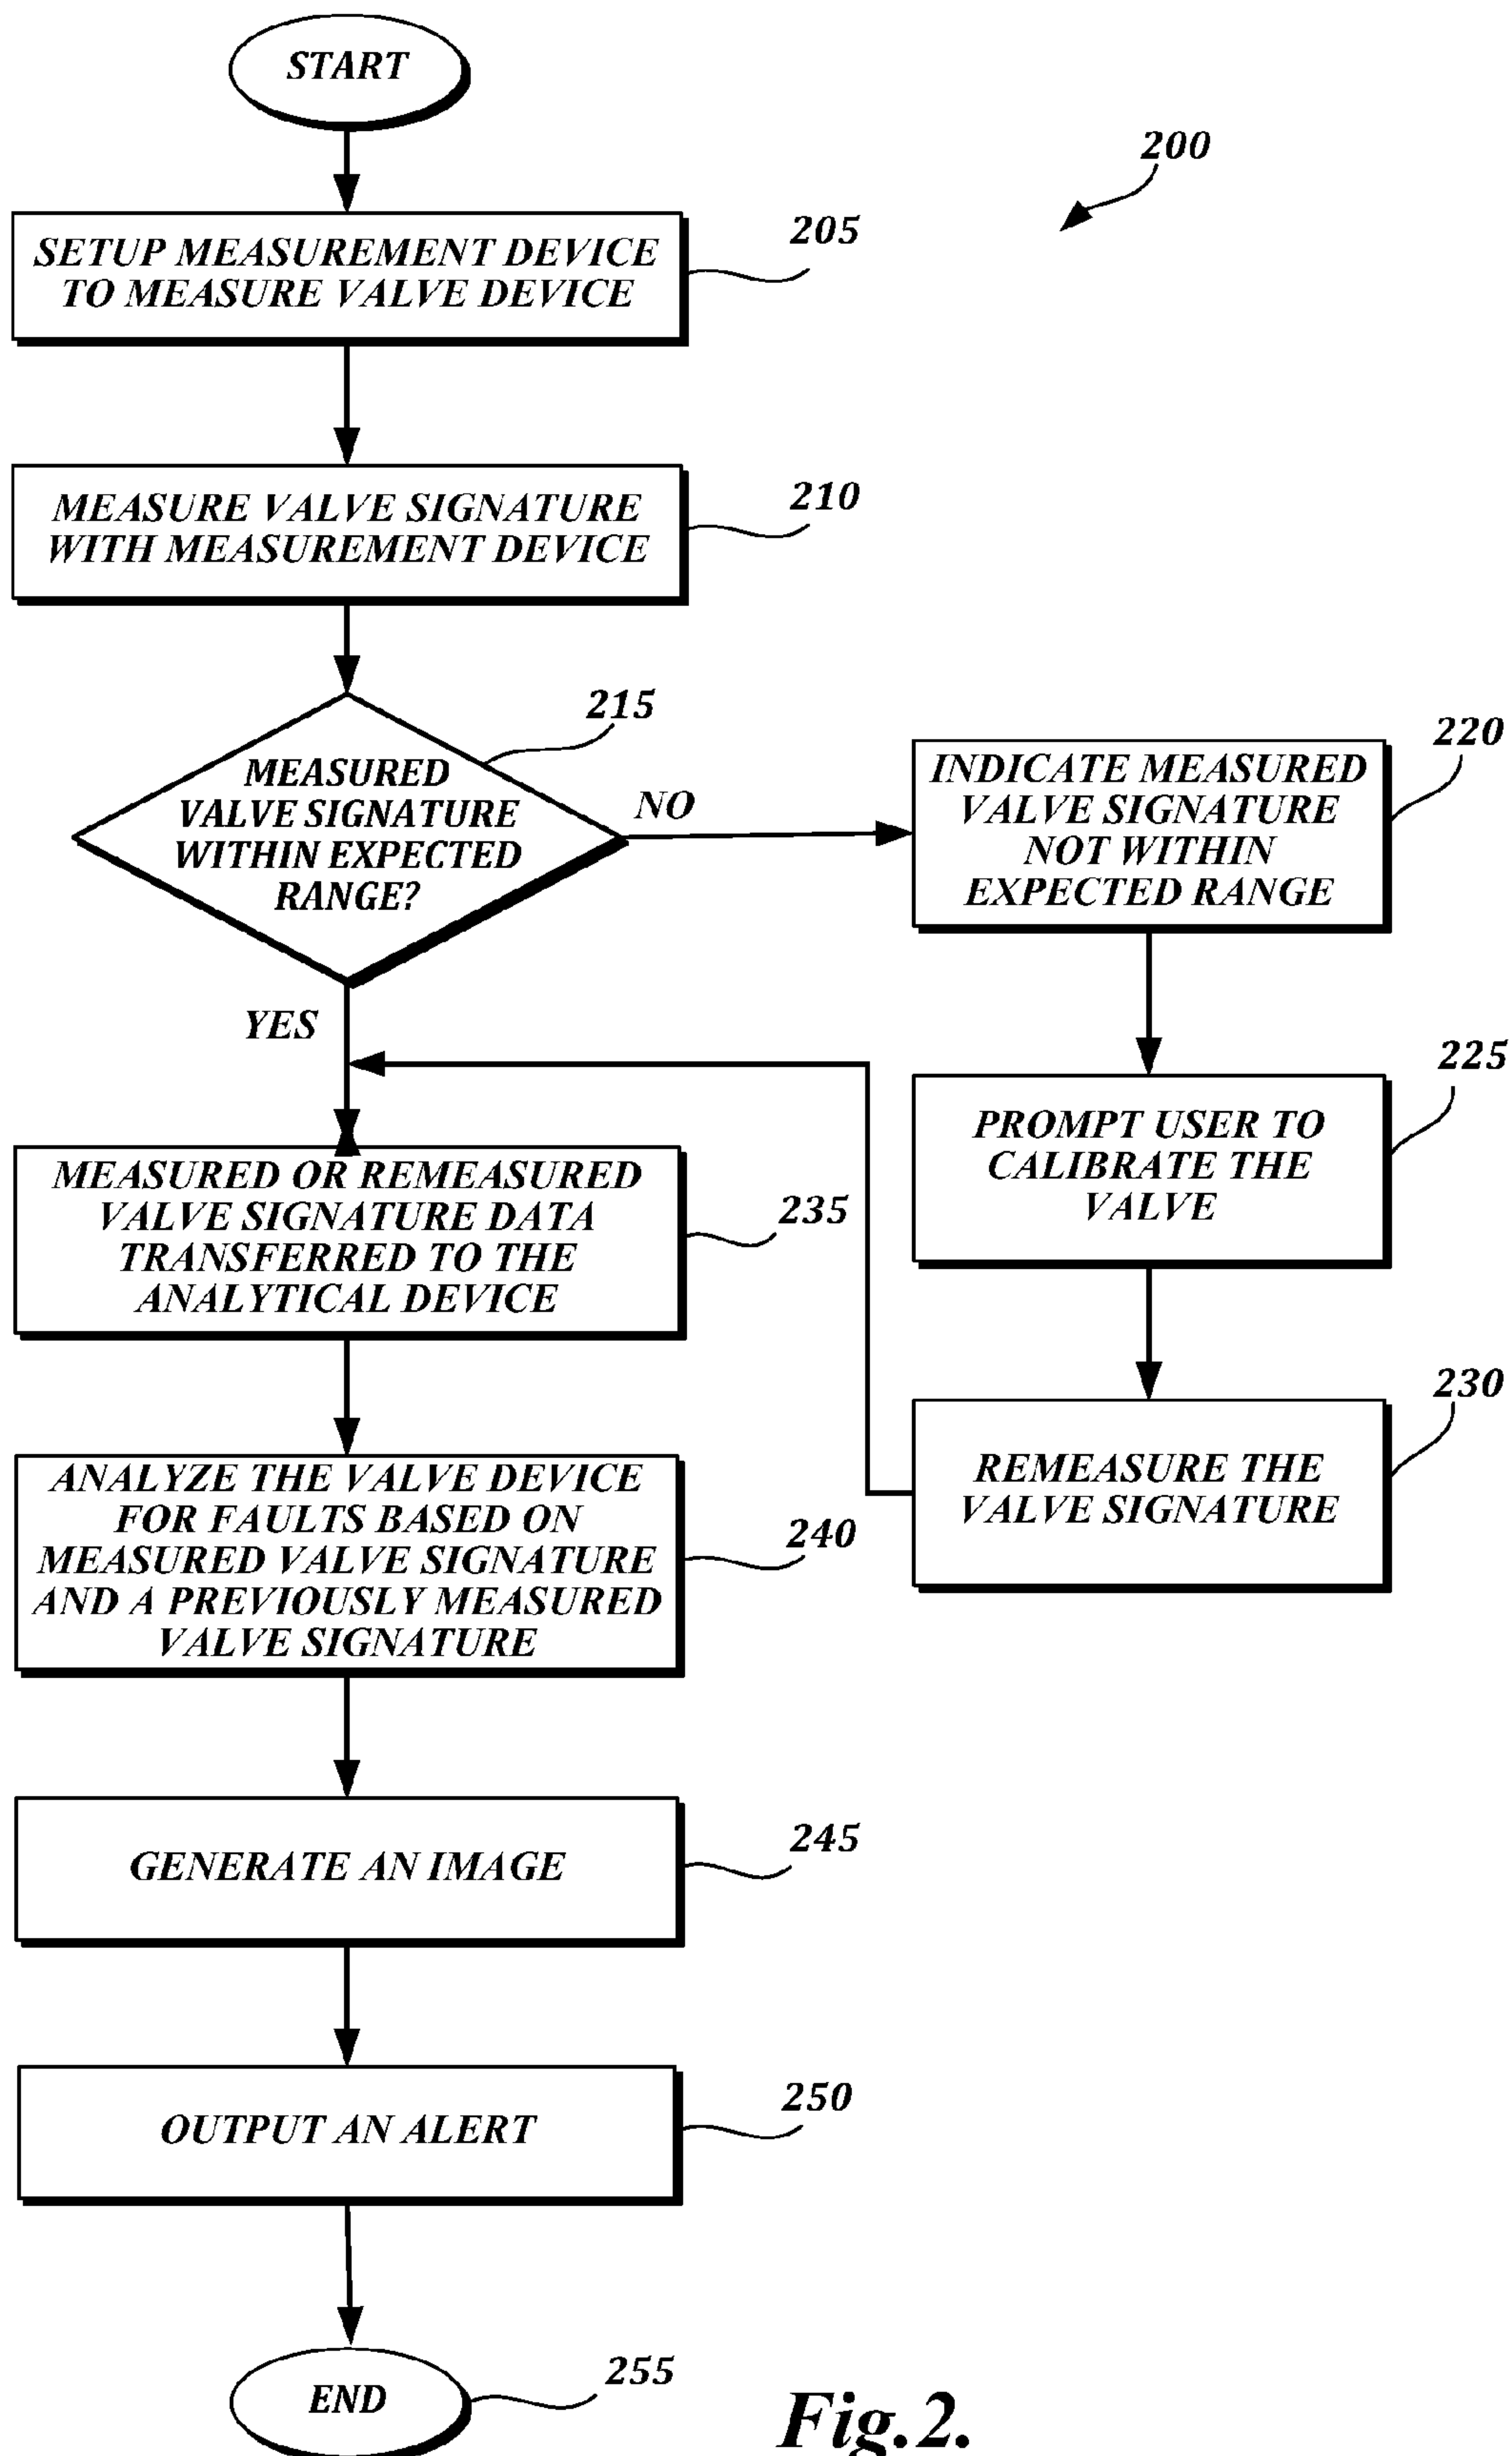 START
200
SETUP MEASUREMENT DEVICE
TO MEASURE VALVE DEVICE
205
MEASURE VALVE SIGNATURE
WITH MEASUREMENT DEVICE
210
MEASURED
VALVE SIGNATURE
WITHIN EXPECTED
RANGE?
215
NO
YES
INDICATE MEASURED
VALVE SIGNATURE
NOT WITHIN
EXPECTED RANGE
220
PROMPT USER TO
CALIBRATE THE
VALVE
225
REMEASURE THE
VALVE SIGNATURE
230
MEASURED OR REMEASURED
VALVE SIGNATURE DATA
TRANSFERRED TO THE
ANALYTICAL DEVICE
235
ANALYZE THE VALVE DEVICE
FOR FAULTS BASED ON
MEASURED VALVE SIGNATURE
AND A PREVIOUSLY MEASURED
VALVE SIGNATURE
240
GENERATE AN IMAGE
245
OUTPUT AN ALERT
250
END
255
Fig.2.